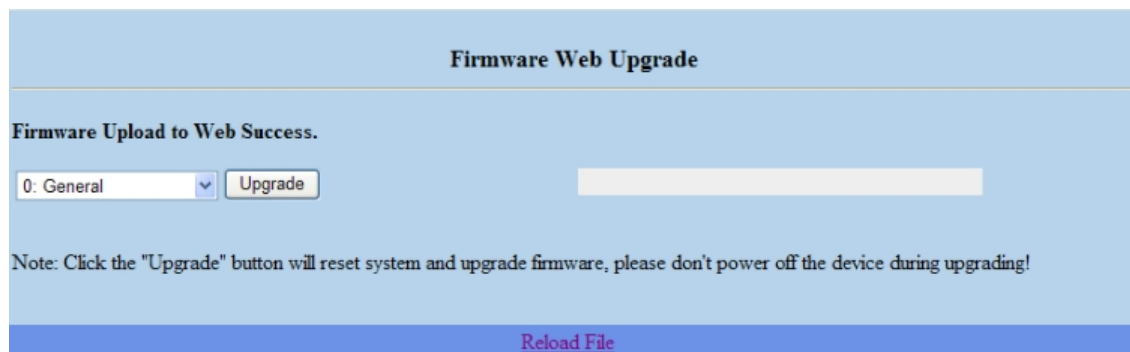 Firmware Web Upgrade
Firmware Upload to Web Success.
0: General Upgrade
Note: Click the "Upgrade" button will reset system and upgrade firmware, please don't power off the device during upgrading!
Reload File